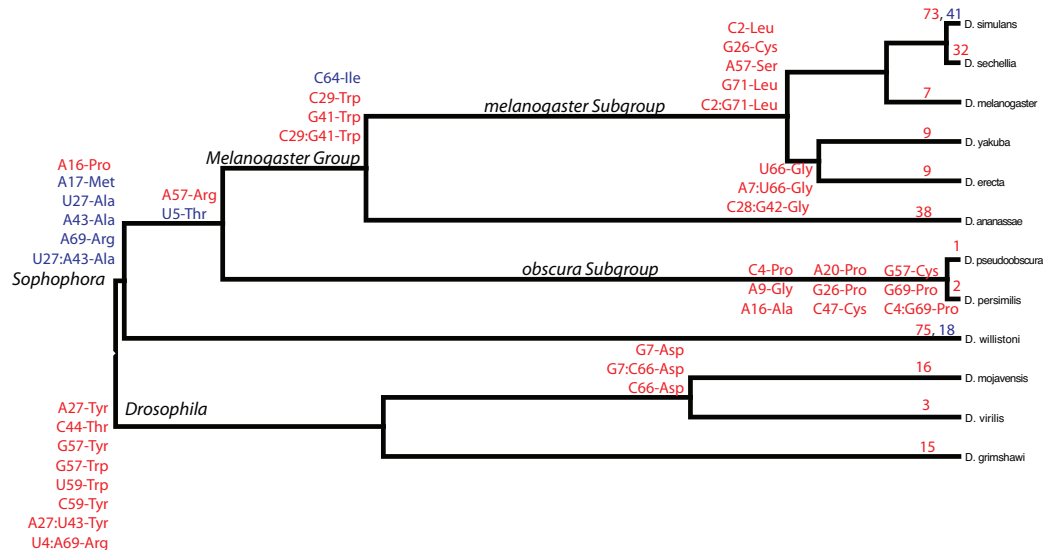 73, 41
D. simulans
C2-Leu
G26-Cys
A57-Ser
G71-Leu
C2:G71-Leu
32
D. sechellia
C64-Ile
C29-Trp
G41-Trp
C29:G41-Trp
melanogaster Subgroup
7
D. melanogaster
9
D. yakuba
Melanogaster Group
A16-Pro
A17-Met
U27-Ala
A43-Ala
A69-Arg
U27:A43-Ala
A57-Arg
U5-Thr
U66-Gly
A7:U66-Gly
C28:G42-Gly
9
D. erecta
38
D. ananassae
Sophophora
obscura Subgroup
C4-Pro A20-Pro G57-Cys
A9-Gly G26-Pro G69-Pro
A16-Ala C47-Cys C4:G69-Pro
1
D. pseudoobscura
2
D. persimilis
75, 18
D. willistoni
G7-Asp
G7:C66-Asp
C66-Asp
16
D. mojavensis
Drosophila
3
D. virilis
A27-Tyr
C44-Thr
G57-Tyr
G57-Trp
U59-Trp
C59-Tyr
A27:U43-Tyr
U4:A69-Arg
15
D. grimshawi